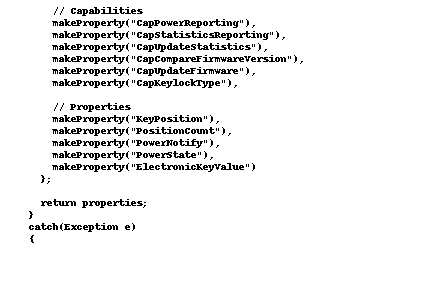 // Capabilities
makeProperty("CapPowerReporting"),
makeProperty("CapStatisticsReporting"),
makeProperty("CapUpdateStatistics"),
makeProperty("CapCompareFirmwareVersion"),
makeProperty("CapUpdateFirmware"),
makeProperty("CapKeylockType"),
// Properties
makeProperty("KeyPosition"),
makeProperty("PositionCount"),
makeProperty("PowerNotify"),
makeProperty("PowerState"),
makeProperty("ElectronicKeyValue")
};
return properties;
}
catch(Exception e)
{